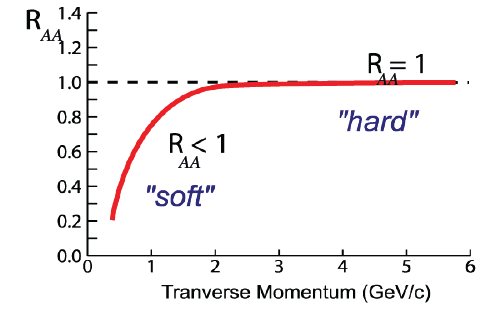 R AA
1.4
1.2
1.0
0.8
0.6
0.4
0.2
0.0
R AA = 1
"hard"
R AA < 1
"soft"
0 1 2 3 4 5 6
Tranverse Momentum (GeV/c)